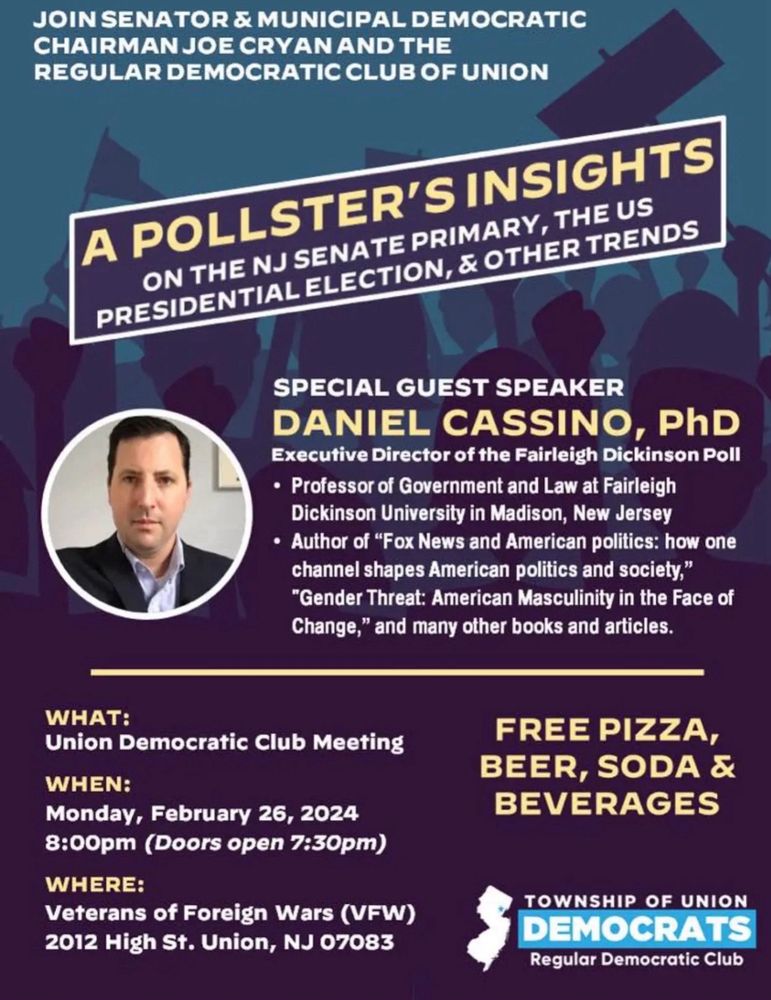 JOIN SENATOR & MUNICIPAL DEMOCRATIC
CHAIRMAN JOE CRYAN AND THE
REGULAR DEMOCRATIC CLUB OF UNION
A POLLSTER'S INSIGHTS
ON THE NJ SENATE PRIMARY, THE US
PRESIDENTIAL ELECTION, & OTHER TRENDS
SPECIAL GUEST SPEAKER
DANIEL CASSINO, PhD
Executive Director of the Fairleigh Dickinson Poll
• Professor of Government and Law at Fairleigh
Dickinson University in Madison, New Jersey
• Author of “Fox News and American politics: how one
channel shapes American politics and society,”
"Gender Threat: American Masculinity in the Face of
Change,” and many other books and articles.
WHAT:
Union Democratic Club Meeting
WHEN:
Monday, February 26, 2024
8:00pm (Doors open 7:30pm)
WHERE:
Veterans of Foreign Wars (VFW)
2012 High St. Union, NJ 07083
FREE PIZZA,
BEER, SODA &
BEVERAGES
TOWNSHIP OF UNION
DEMOCRATS
Regular Democratic Club